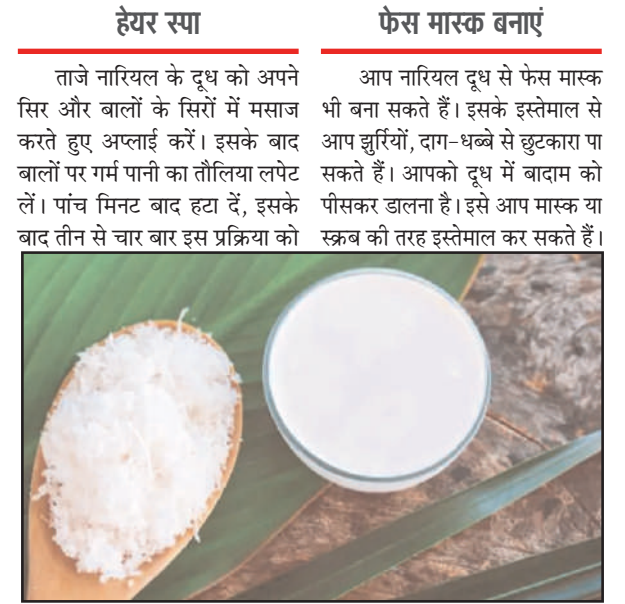 हेयर स्पा
ताजे नारियल के दूध को अपने
सिर और बालों के सिरों में मसाज
करते हुए अप्लाई करें। इसके बाद
बालों पर गर्म पानी का तौलिया लपेट
लें। पांच मिनट बाद हटा दें, इसके
बाद तीन से चार बार इस प्रक्रिया को
फेस मास्क बनाएं
आप नारियल दूध से फेस मास्क
भी बना सकते हैं। इसके इस्तेमाल से
आप झुर्रियों, दाग-धब्बे से छुटकारा पा
सकते हैं। आपको दूध में बादाम को
पीसकर डालना है। इसे आप मास्क या
स्क्रब की तरह इस्तेमाल कर सकते हैं।